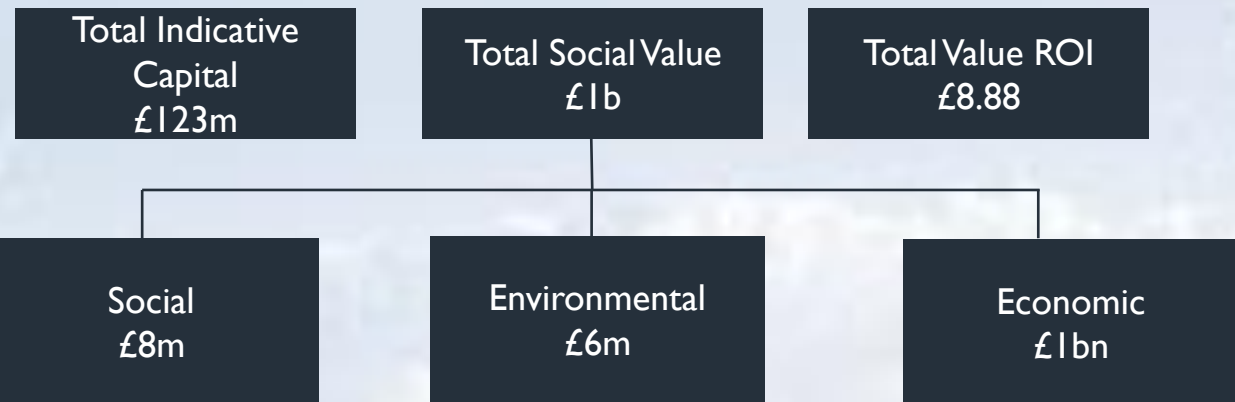 Total Indicative
Capital
£123m
Total Social Value
£1b
Total Value ROI
£8.88
Social
£8m
Environmental
£6m
Economic
£1bn